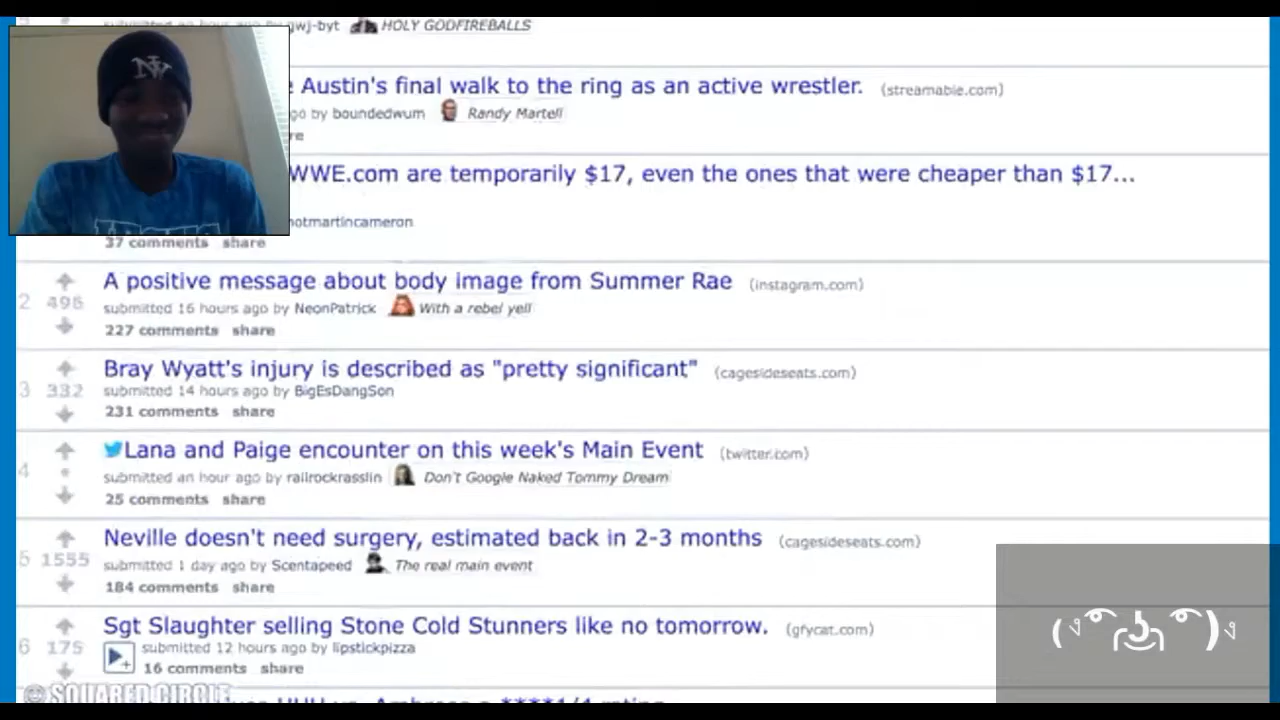 gwj-byt HOLY GODFIREBALLS
Austin's final walk to the ring as an active wrestler. (streamable.com)
go by boundedwum Randy Martell
re
WWE.com are temporarily $17, even the ones that were cheaper than $17...
notmartincameron
37 comments share
2 496 A positive message about body image from Summer Rae (instagram.com)
submitted 16 hours ago by NeonPatrick With a rebel yell
227 comments share
3 332 Bray Wyatt's injury is described as "pretty significant" (cagesideseats.com)
submitted 14 hours ago by BigEsDangSon
231 comments share
4 • Lana and Paige encounter on this week's Main Event (twitter.com)
submitted an hour ago by railrockrasslin Don't Google Naked Tommy Dream
25 comments share
5 1555 Neville doesn't need surgery, estimated back in 2-3 months (cagesideseats.com)
submitted 1 day ago by Scentapeed The real main event
184 comments share
6 175 Sgt Slaughter selling Stone Cold Stunners like no tomorrow. (gfycat.com)
submitted 12 hours ago by lipstickpizza
16 comments share
SQUARED CIRCLE
NY
( ͡° ͜ʖ ͡°)